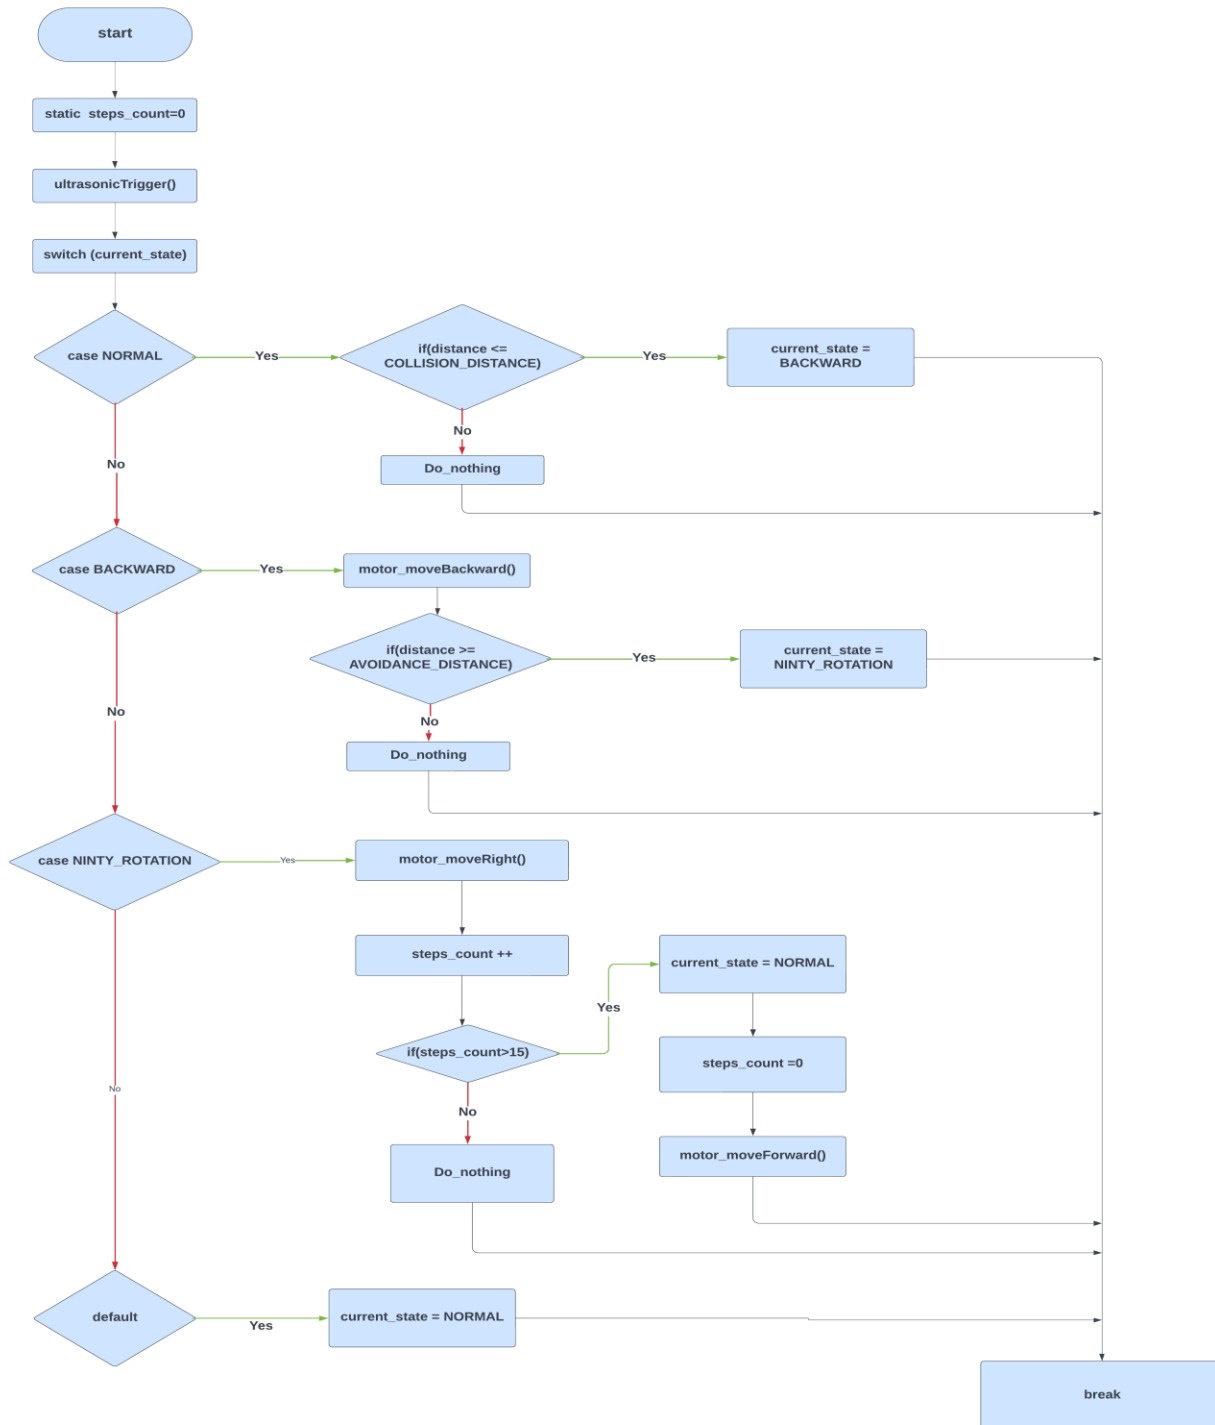 start
static  steps_count=0
ultrasonicTrigger()
switch (current_state)
case NORMAL
Yes
if(distance <=
COLLISION_DISTANCE)
Yes
current_state =
BACKWARD
No
Do_nothing
No
case BACKWARD
Yes
motor_moveBackward()
if(distance >=
AVOIDANCE_DISTANCE)
Yes
current_state =
NINTY_ROTATION
No
Do_nothing
No
case NINTY_ROTATION
Yes
motor_moveRight()
steps_count ++
if(steps_count>15)
Yes
current_state = NORMAL
steps_count =0
motor_moveForward()
No
Do_nothing
No
default
Yes
current_state = NORMAL
break